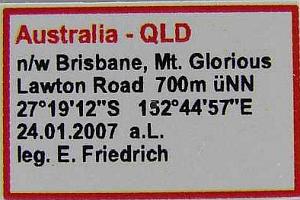 Australia - QLD
n/w Brisbane, Mt. Glorious
Lawton Road 700m üNN
27°19'12"S 152°44'57"E
24.01.2007 a.L.
leg. E. Friedrich